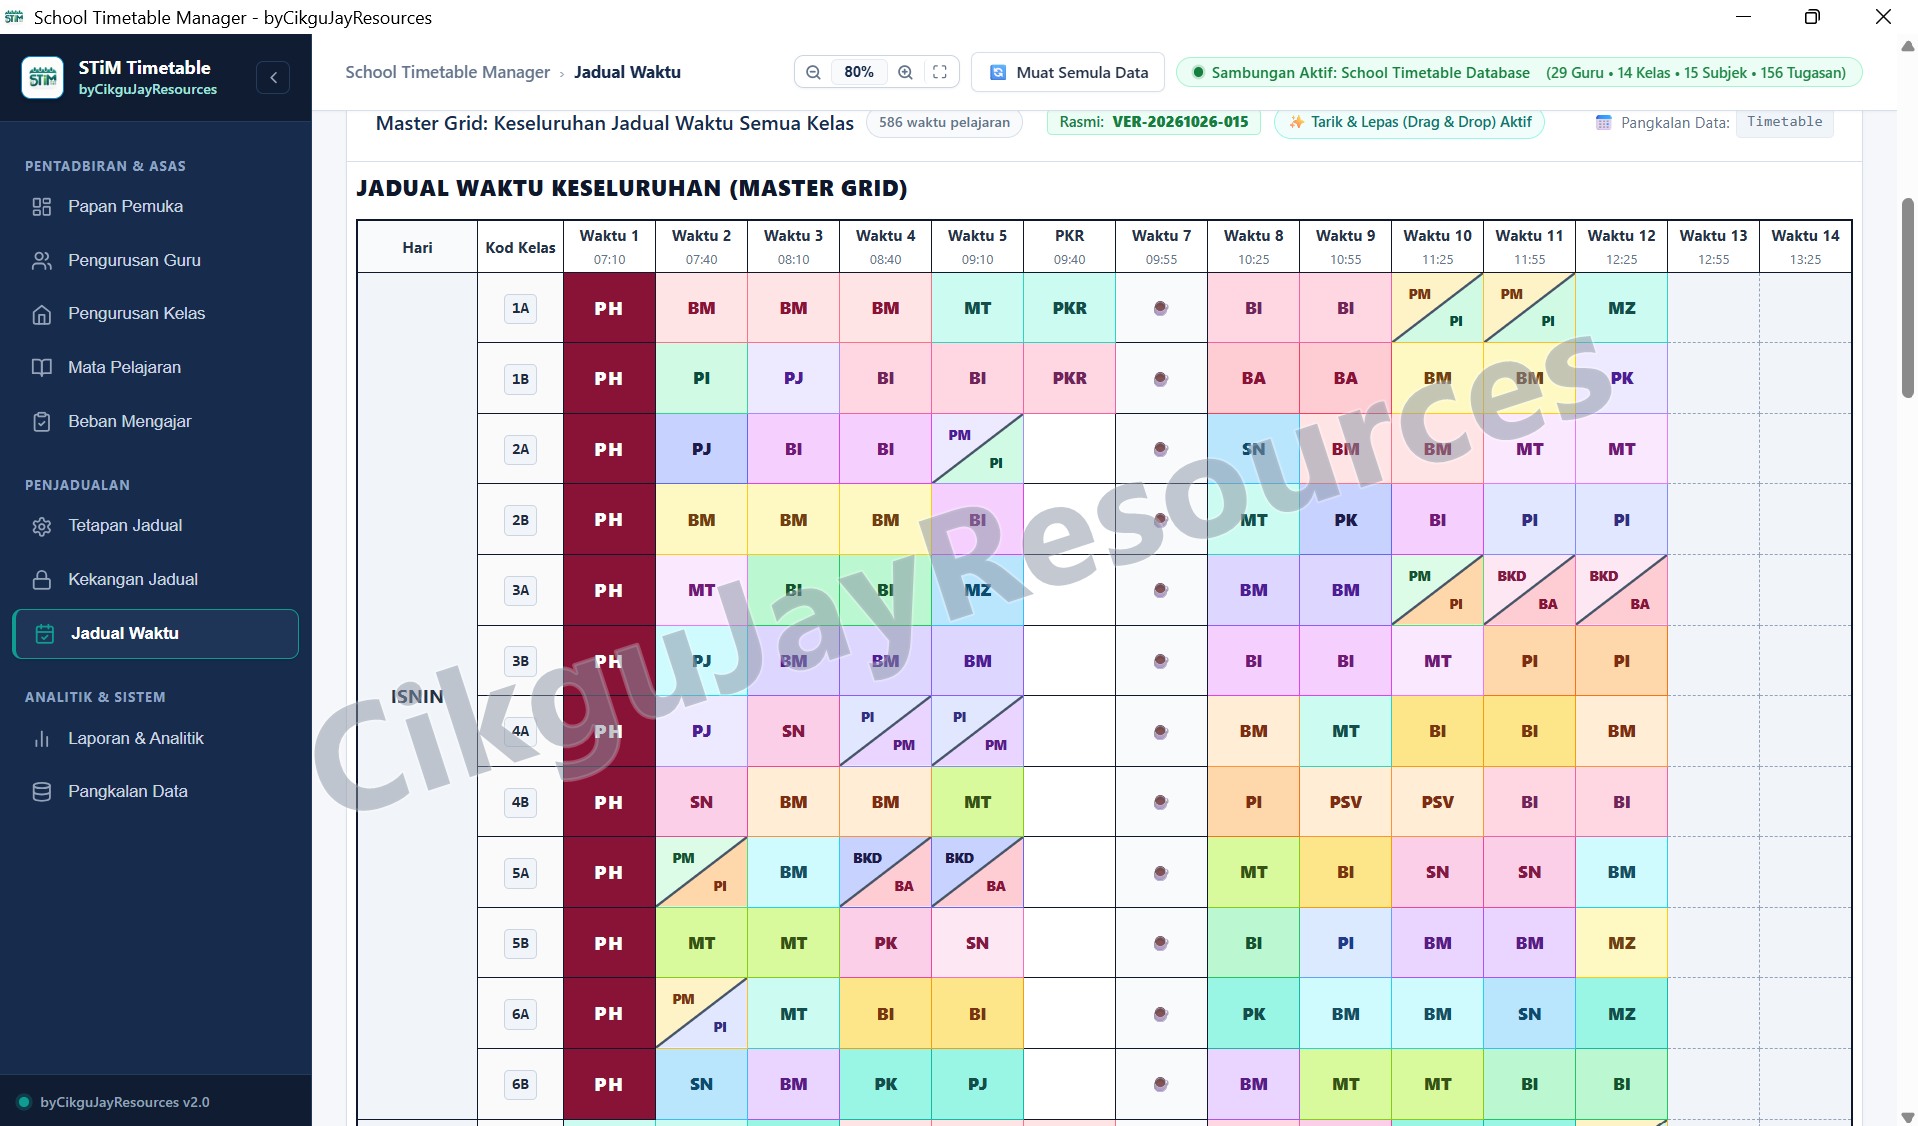 School Timetable Manager - byCikguJayResources
STiM
STiM Timetable
byCikguJayResources
PENTADBIRAN & ASAS
Papan Pemuka
Pengurusan Guru
Pengurusan Kelas
Mata Pelajaran
Beban Mengajar
PENJADUALAN
Tetapan Jadual
Kekangan Jadual
Jadual Waktu
ANALITIK & SISTEM
Laporan & Analitik
Pangkalan Data
byCikguJayResources v2.0
School Timetable Manager › Jadual Waktu
80%
Muat Semula Data
Sambungan Aktif: School Timetable Database (29 Guru • 14 Kelas • 15 Subjek • 156 Tugasan)
Master Grid: Keseluruhan Jadual Waktu Semua Kelas
586 waktu pelajaran
Rasmi: VER-20261026-015
Tarik & Lepas (Drag & Drop) Aktif
Pangkalan Data: Timetable
JADUAL WAKTU KESELURUHAN (MASTER GRID)
Hari Kod Kelas Waktu 1 Waktu 2 Waktu 3 Waktu 4 Waktu 5 PKR Waktu 7 Waktu 8 Waktu 9 Waktu 10 Waktu 11 Waktu 12 Waktu 13 Waktu 14
07:10 07:40 08:10 08:40 09:10 09:40 09:55 10:25 10:55 11:25 11:55 12:25 12:55 13:25
ISNIN
1A PH BM BM BM MT PKR BI BI PM PI PM PI MZ
1B PH PI PJ BI BI PKR BA BA BM BM PK
2A PH PJ BI BI PM PI SN BM BM MT MT
2B PH BM BM BM BI MT PK BI PI PI
3A PH MT BI BI MZ BM BM PM PI BKD BA BKD BA
3B PH PJ BM BM BM BI BI MT PI PI
4A PH PJ SN PI PM PI PM BM MT BI BI BM
4B PH SN BM BM MT PI PSV PSV BI BI
5A PH PM PI BM BKD BA BKD BA MT BI SN SN BM
5B PH MT MT PK SN BI PI BM BM MZ
6A PH PM PI MT BI BI PK BM BM SN MZ
6B PH SN BM PK PJ BM MT MT BI BI
CikguJayResources